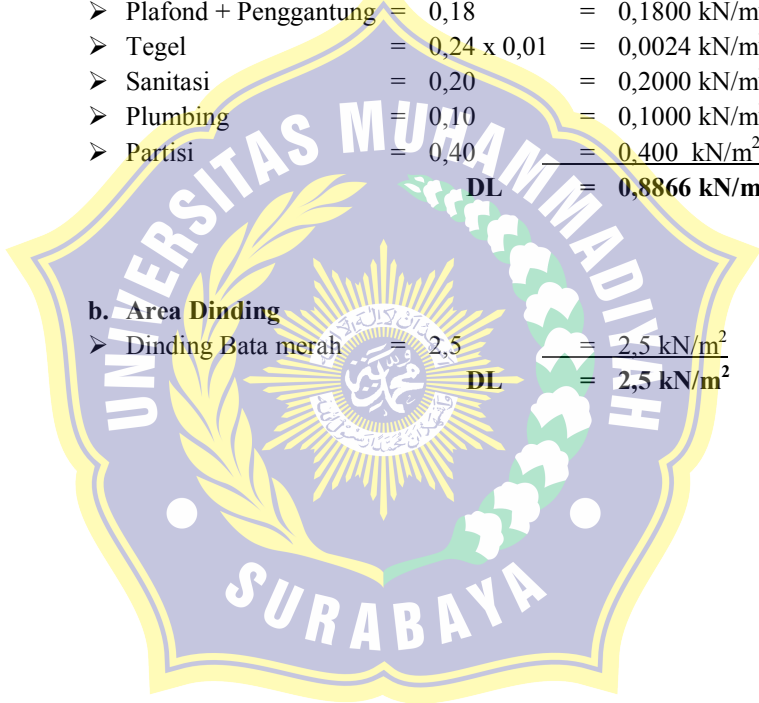 ➢ Plafond + Penggantung = 0,18 = 0,1800 kN/m
➢ Tegel = 0,24 x 0,01 = 0,0024 kN/m
➢ Sanitasi = 0,20 = 0,2000 kN/m
➢ Plumbing = 0,10 = 0,1000 kN/m
➢ Partisi = 0,40 = 0,400 kN/m²
DL = 0,8866 kN/m
b. Area Dinding
➢ Dinding Bata merah = 2,5 = 2,5 kN/m²
DL = 2,5 kN/m²
UNIVERSITAS MUHAMMADIYAH
SURABAYA